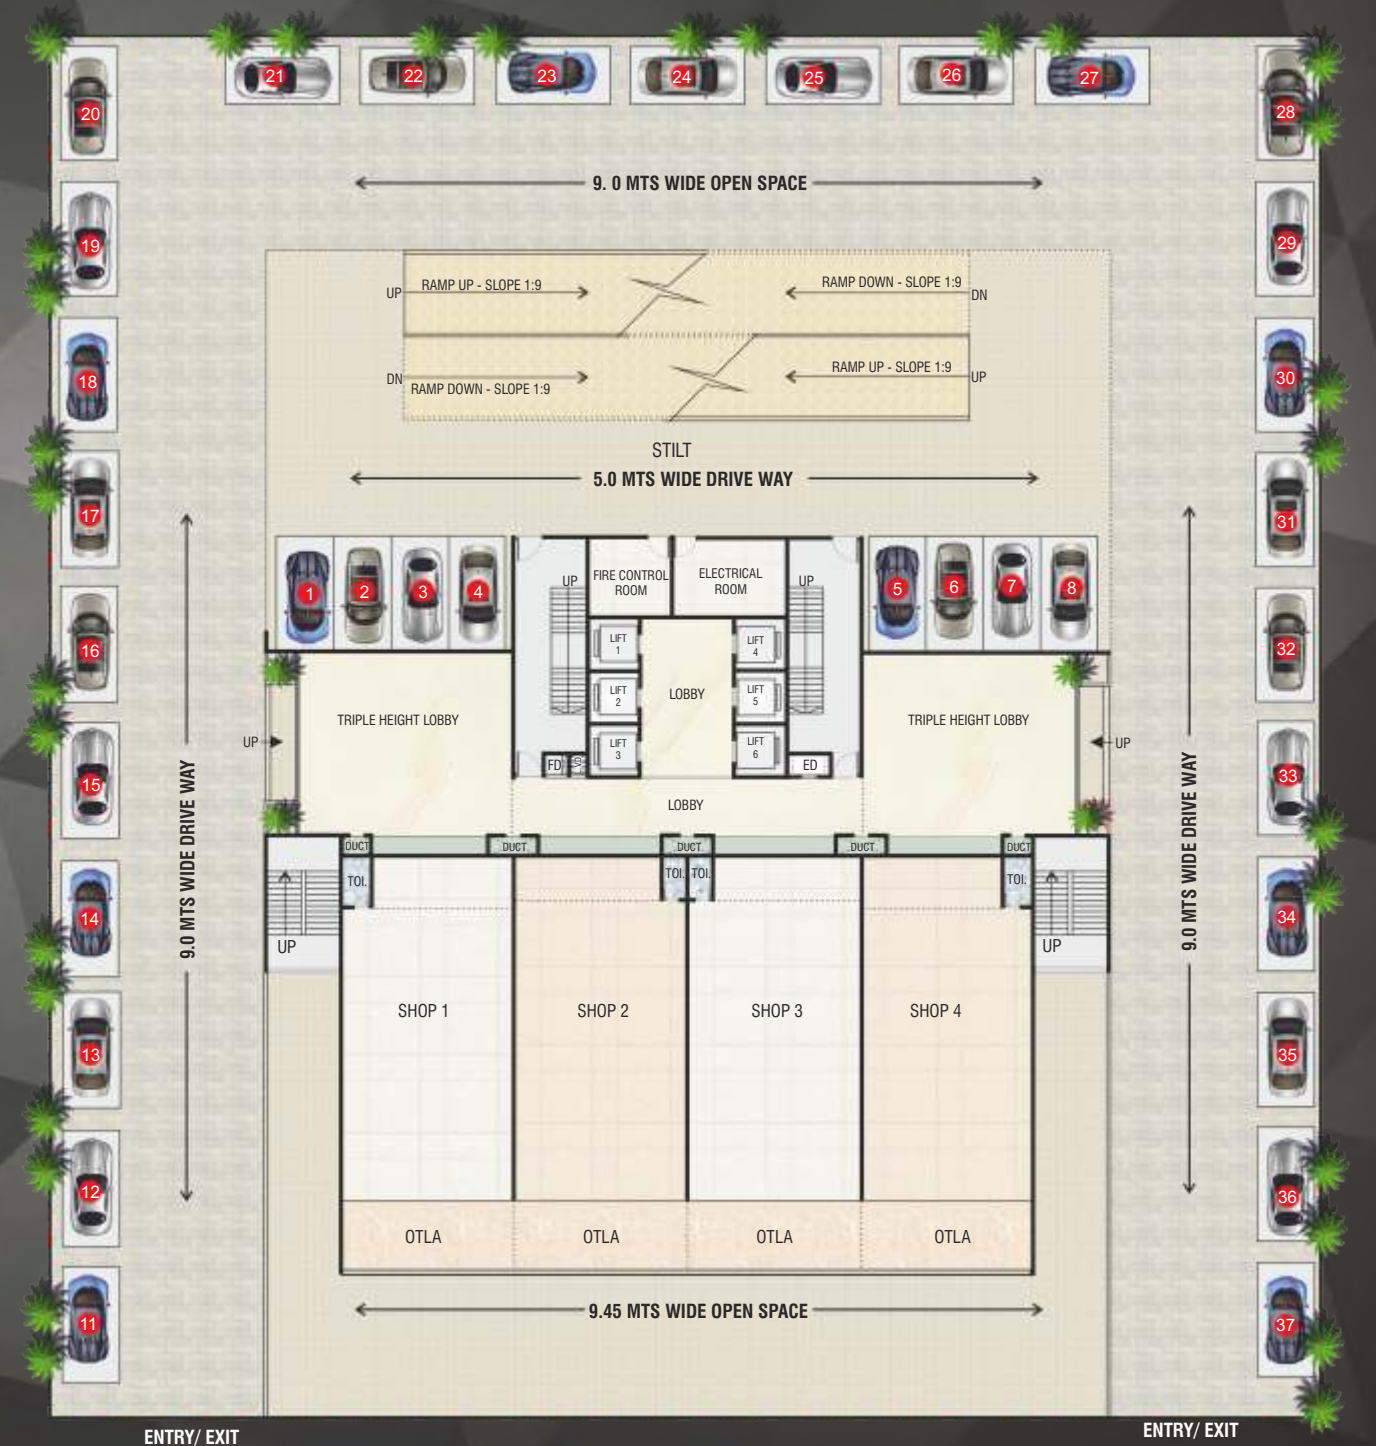 21
22
23
24
25
26
27
20
28
9. 0 MTS WIDE OPEN SPACE
19
29
UP
RAMP UP - SLOPE 1:9
RAMP DOWN - SLOPE 1:9
DN
18
30
DN
RAMP DOWN - SLOPE 1:9
RAMP UP - SLOPE 1:9
UP
STILT
5.0 MTS WIDE DRIVE WAY
17
31
1
2
3
4
UP
FIRE CONTROL
ROOM
ELECTRICAL
ROOM
UP
5
6
7
8
16
32
LIFT
1
LIFT
4
LIFT
2
LOBBY
LIFT
5
TRIPLE HEIGHT LOBBY
TRIPLE HEIGHT LOBBY
UP
LIFT
3
LIFT
6
UP
FD
ED
15
33
LOBBY
9.0 MTS WIDE DRIVE WAY
9.0 MTS WIDE DRIVE WAY
DUCT
DUCT
DUCT
DUCT
DUCT
TOI.
TOI.
TOI.
TOI.
14
34
UP
UP
SHOP 1
SHOP 2
SHOP 3
SHOP 4
13
35
12
36
OTLA
OTLA
OTLA
OTLA
9.45 MTS WIDE OPEN SPACE
11
37
ENTRY/ EXIT
ENTRY/ EXIT